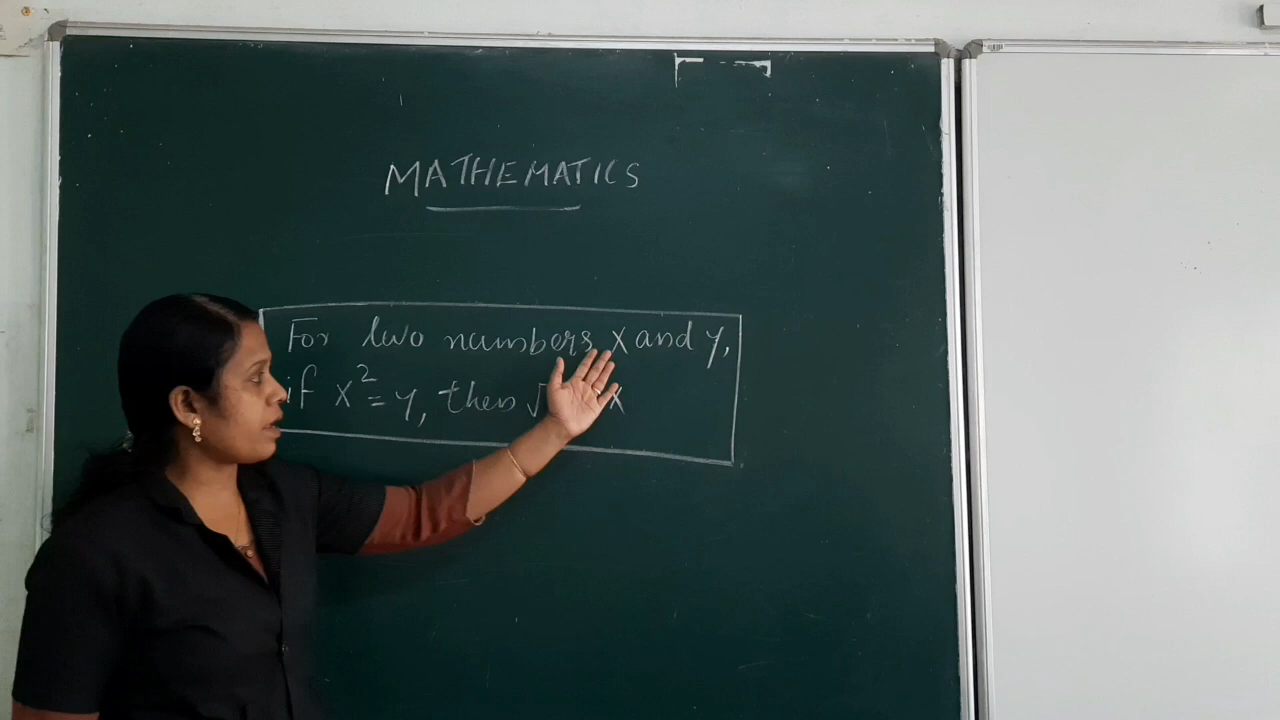 MATHEMATICS
For two numbers x and y,
if x² = y, then √ x